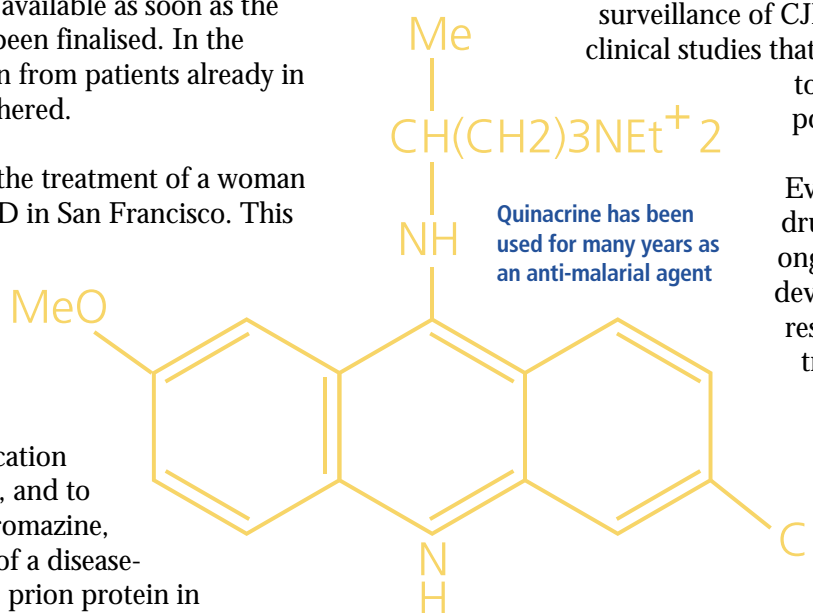 available as soon as the
been finalised. In the
n from patients already in
hered.
the treatment of a woman
D in San Francisco. This
cation
, and to
romazine,
of a disease-
prion protein in
Me
CH(CH2)3NEt+ 2
NH
Quinacrine has been
used for many years as
an anti-malarial agent
MeO
N
H
C
surveillance of CJ
clinical studies that
to
po
Ev
dru
ong
dev
res
tr